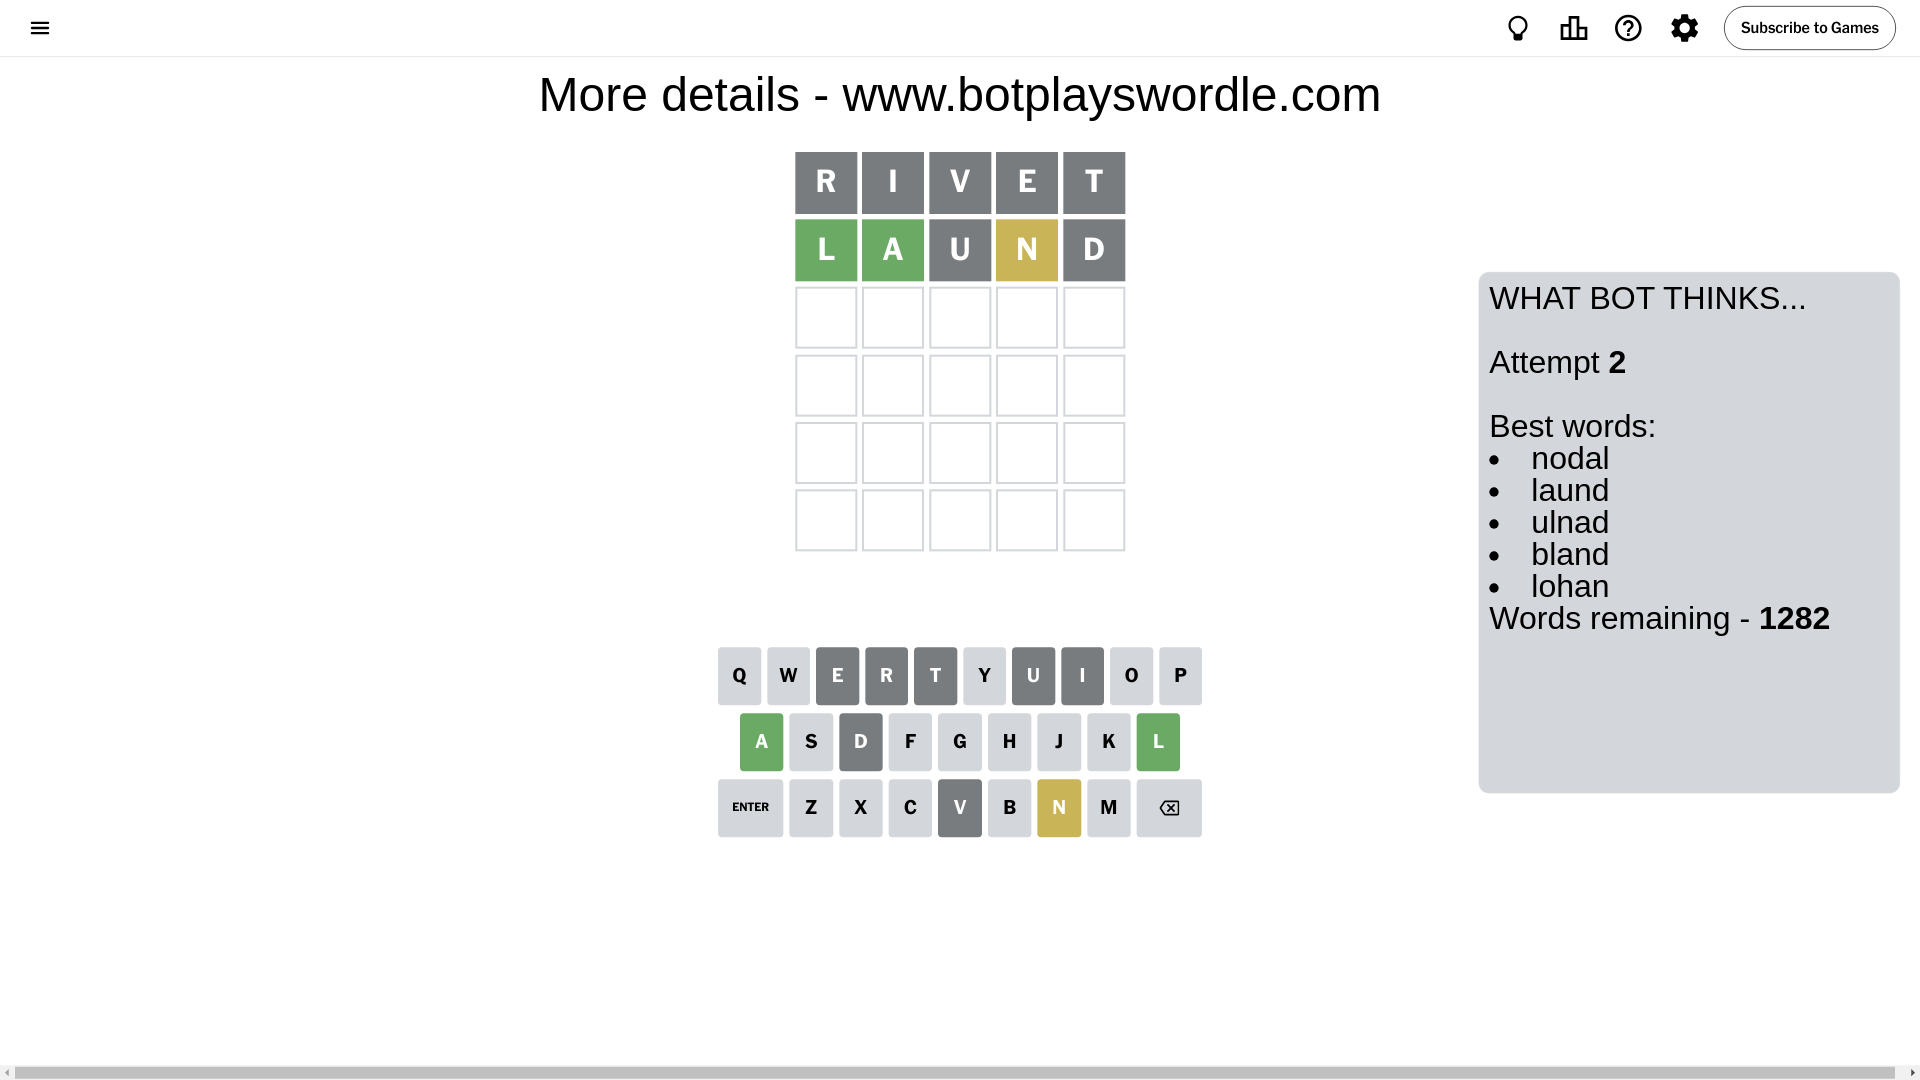 Subscribe to Games
More details - www.botplayswordle.com
R I V E T
L A U N D
WHAT BOT THINKS...
Attempt 2
Best words:
• nodal
• laund
• ulnad
• bland
• lohan
Words remaining - 1282
Q W E R T Y U I O P
A S D F G H J K L
ENTER Z X C V B N M